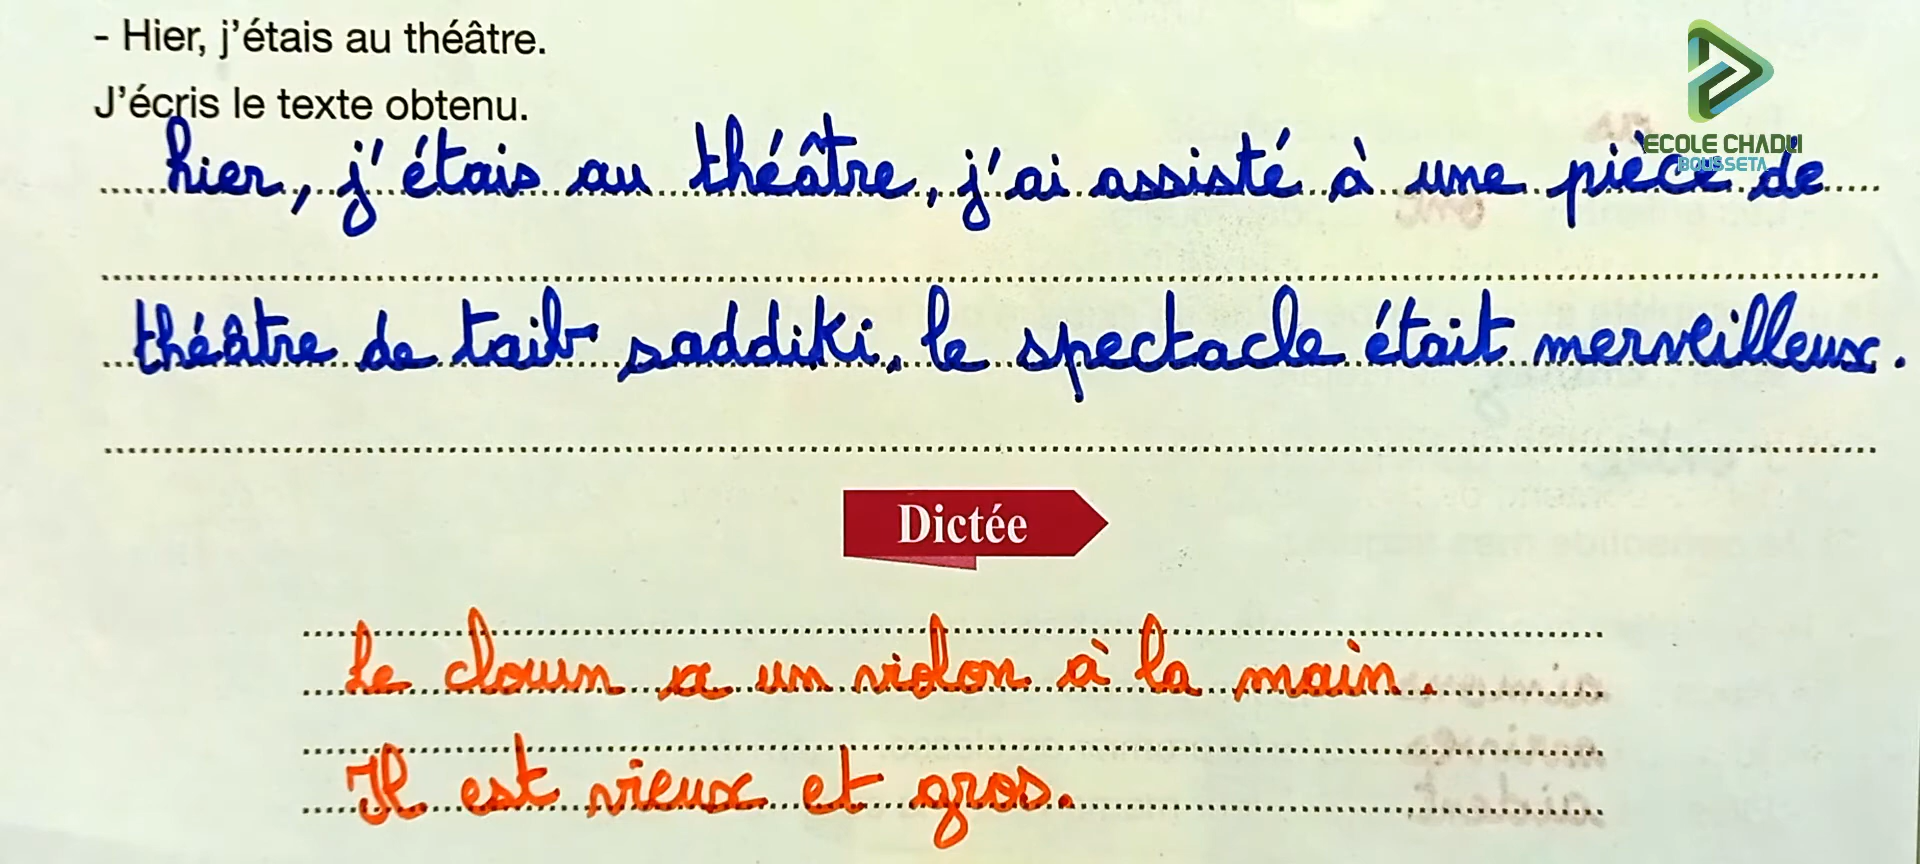 - Hier, j'étais au théâtre.
J'écris le texte obtenu.
ECOLE CHADLI
BOUSSETA
hier, j'étais au théâtre, j'ai assisté à une pièce de
théâtre de taib saddiki, le spectacle était merveilleux.
Dictée
Le clown a un violon à la main.
Il est vieux et gros.